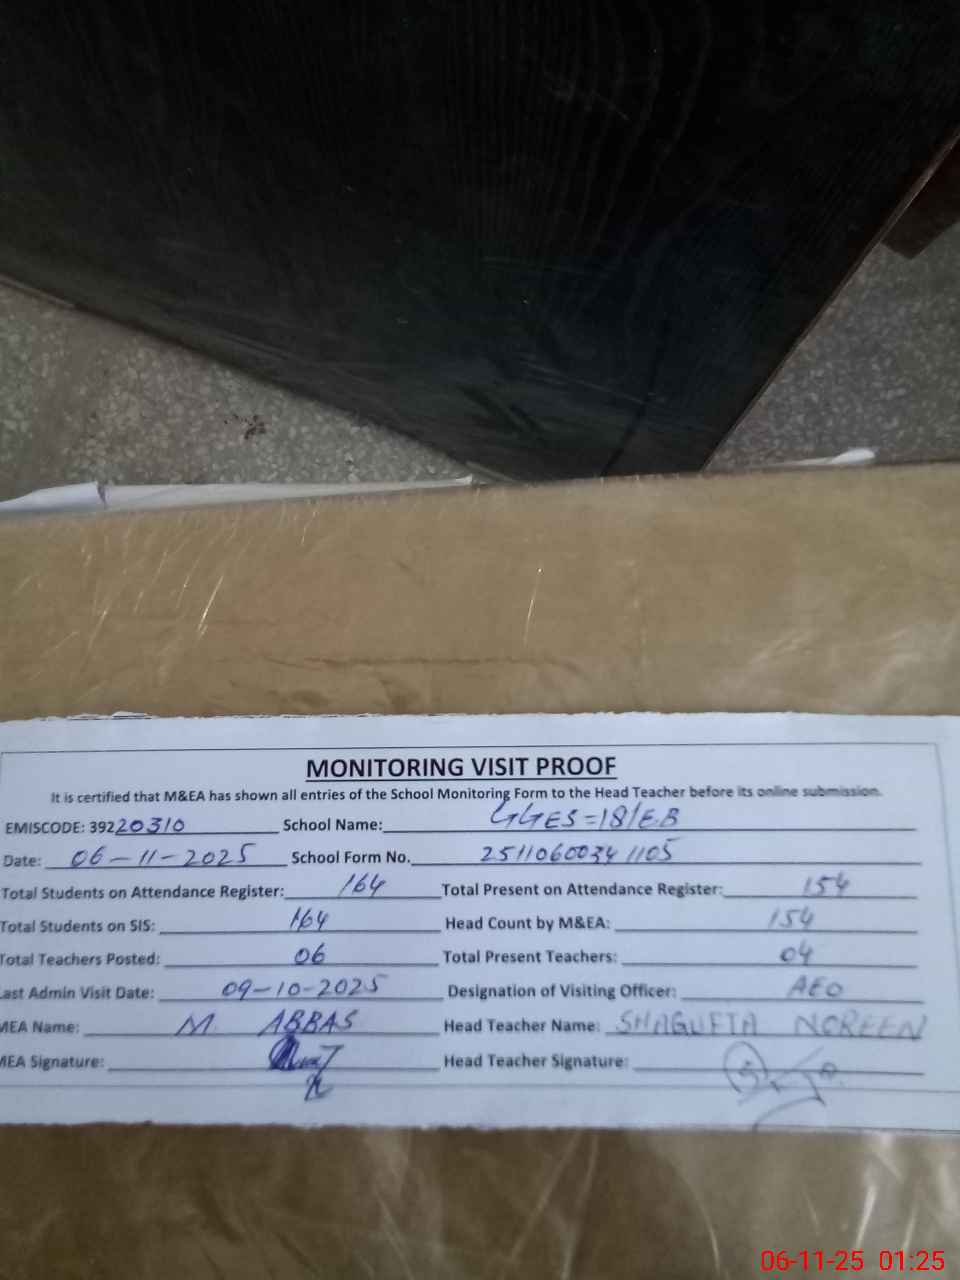 MONITORING VISIT PROOF
It is certified that M&EA has shown all entries of the School Monitoring Form to the Head Teacher before its online submission.
EMISCODE: 39220310 School Name: GGES=18/EB
Date: 06-11-2025 School Form No. 25110600341105
Total Students on Attendance Register: 164 Total Present on Attendance Register: 154
Total Students on SIS: 164 Head Count by M&EA: 154
Total Teachers Posted: 06 Total Present Teachers: 04
Last Admin Visit Date: 09-10-2025 Designation of Visiting Officer: AEO
MEA Name: M. ABBAS Head Teacher Name: SHAGUFTA NOREEN
MEA Signature: Head Teacher Signature:
06-11-25 01:25